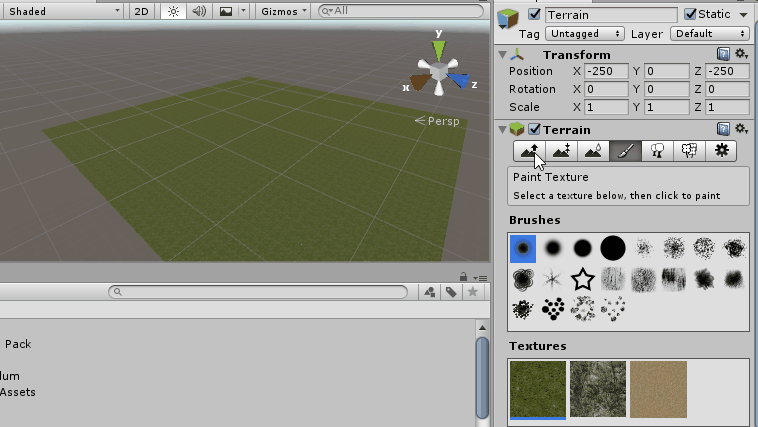 Shaded 2D Gizmos All
y
x z
Persp
Pack
lum
Assets
Terrain Static
Tag Untagged Layer Default
Transform
Position X -250 Y 0 Z -250
Rotation X 0 Y 0 Z 0
Scale X 1 Y 1 Z 1
Terrain
Paint Texture
Select a texture below, then click to paint
Brushes
Textures